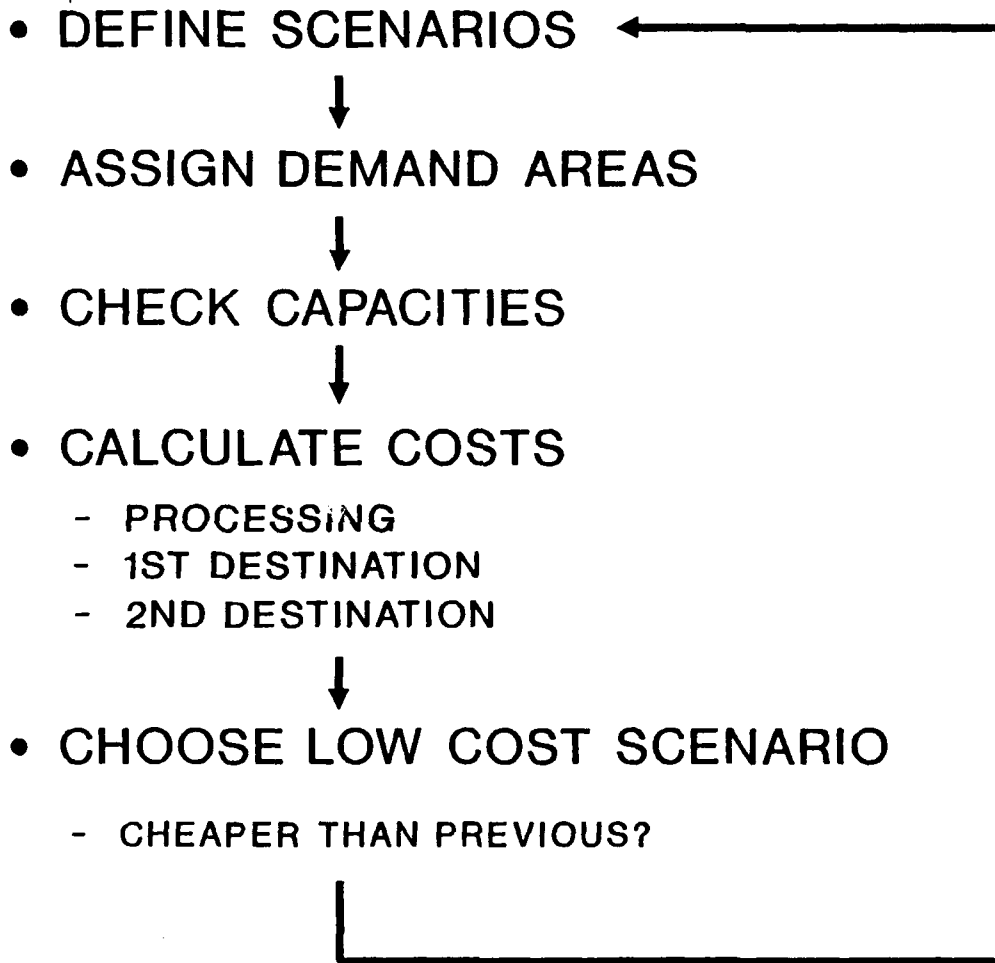 • DEFINE SCENARIOS
• ASSIGN DEMAND AREAS
• CHECK CAPACITIES
• CALCULATE COSTS
- PROCESSING
- 1ST DESTINATION
- 2ND DESTINATION
• CHOOSE LOW COST SCENARIO
- CHEAPER THAN PREVIOUS?